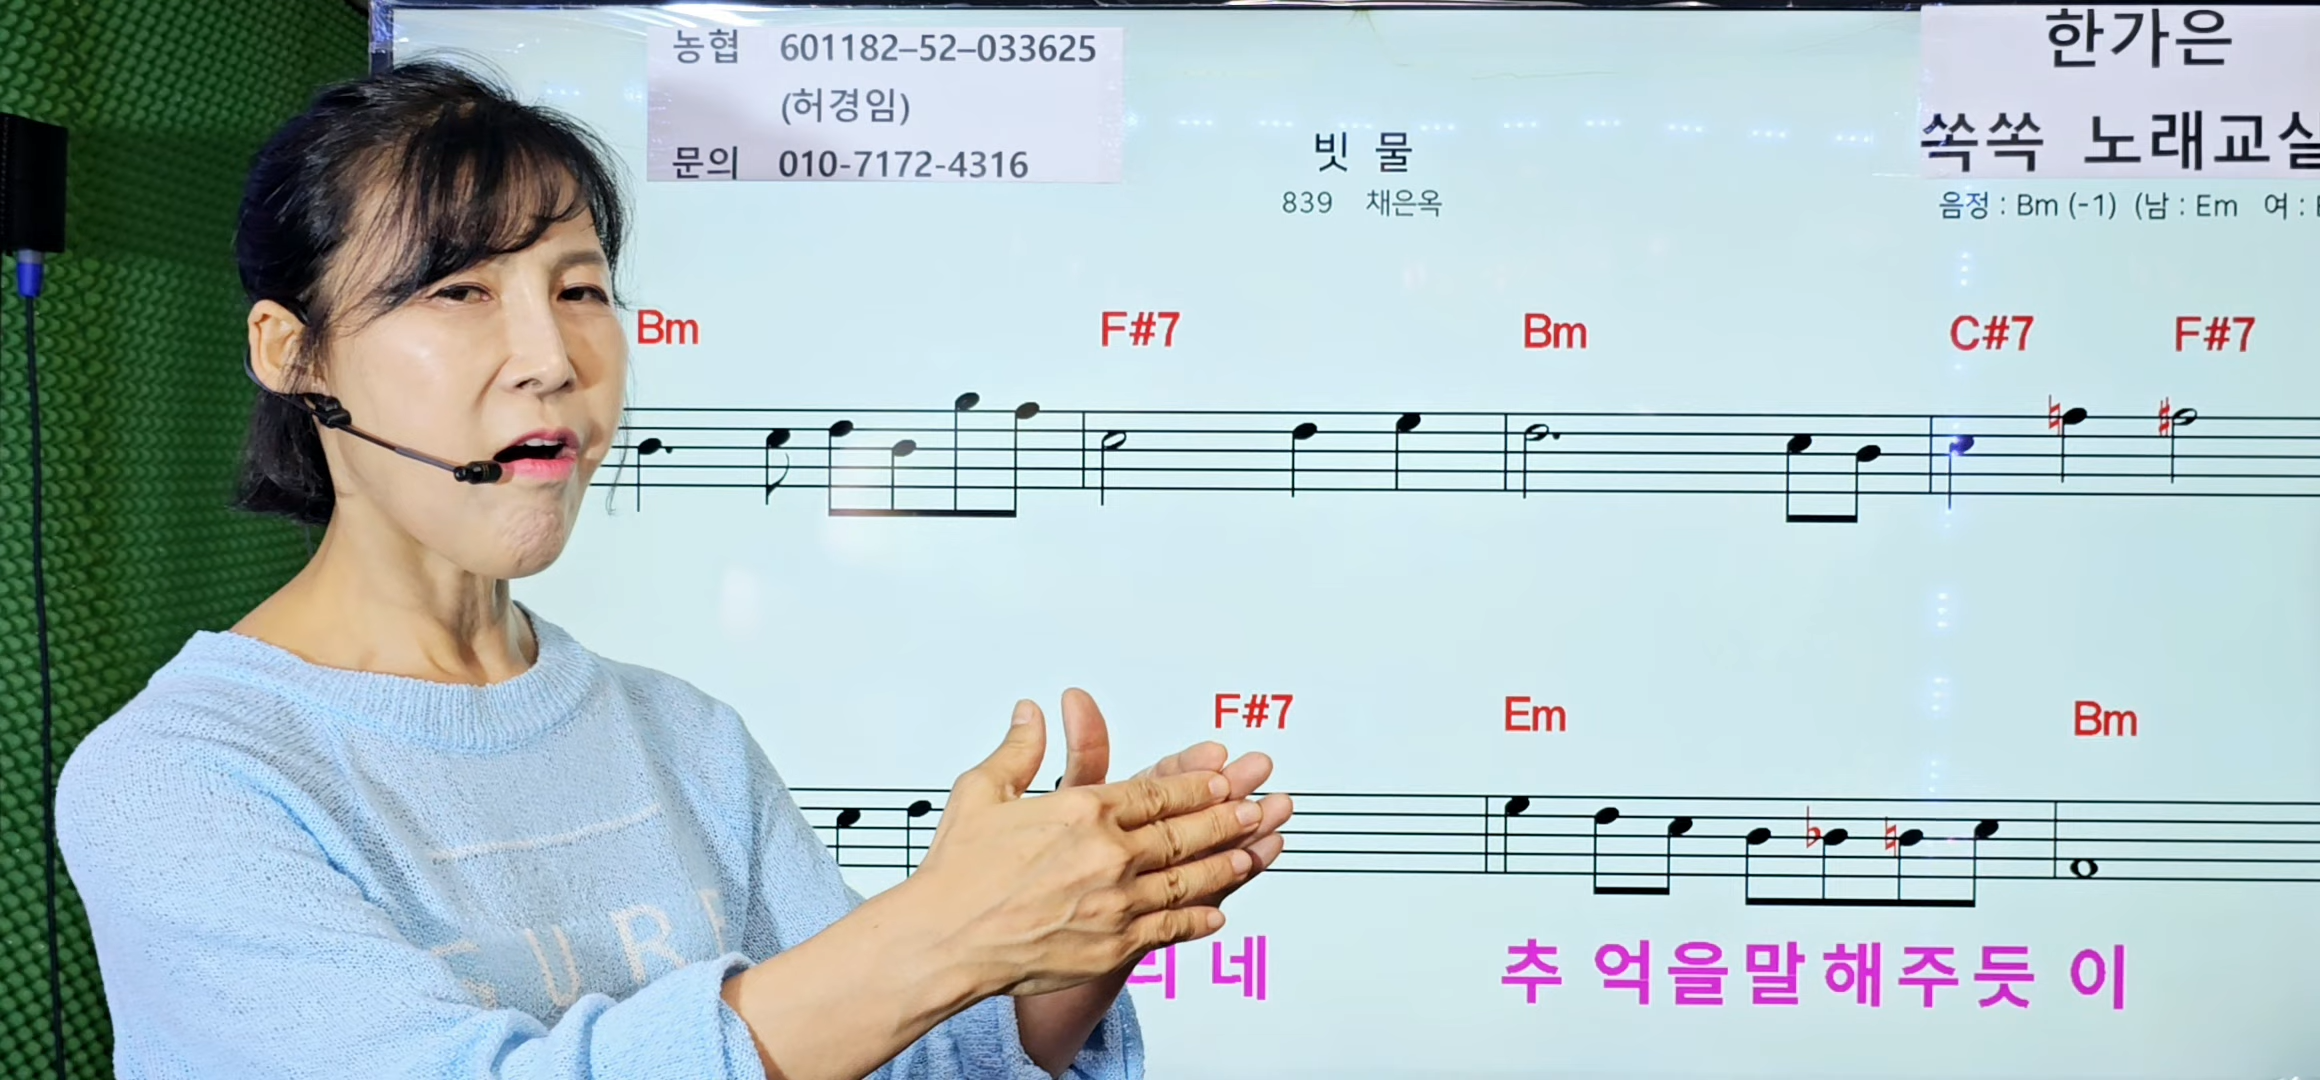 농협 601182–52–033625
(허경임)
문의 010-7172-4316
한가은
쏙쏙 노래교실
빗 물
839 채은옥
음정 : Bm (-1) (남 : Em 여 :
Bm F#7 Bm C#7 F#7
F#7 Em Bm
네 추 억을말해주듯 이